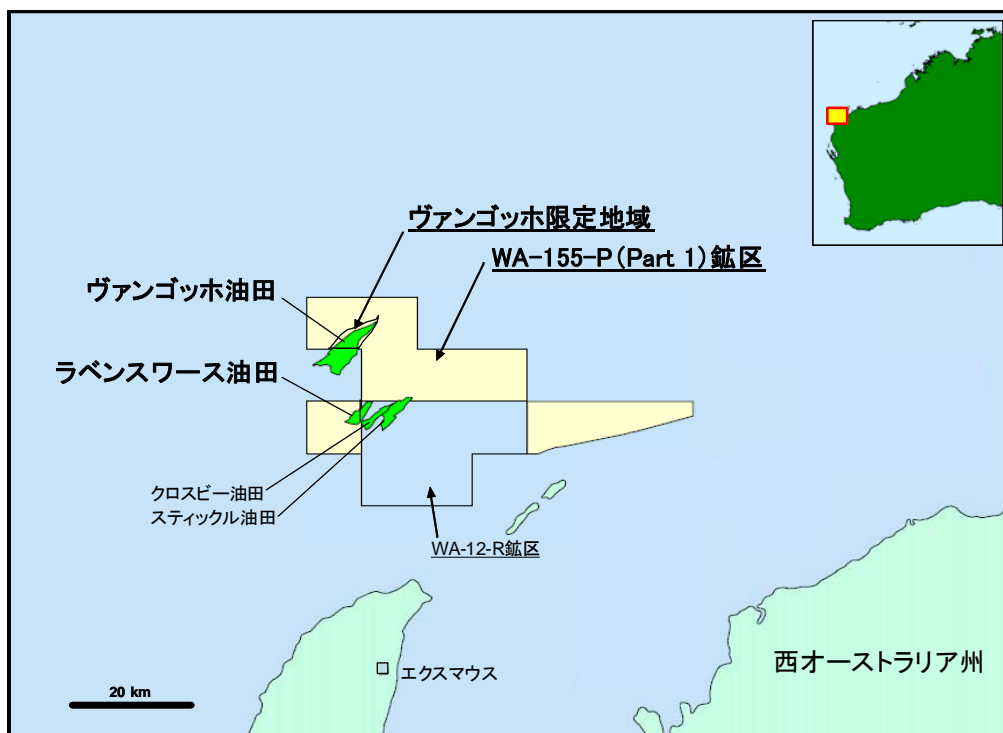 ヴァンゴッホ限定地域
WA-155-P(Part 1)鉱区
ヴァンゴッホ油田
ラベンスワース油田
クロスビー油田
スティックル油田
WA-12-R鉱区
エクスマウス
西オーストラリア州
20 km